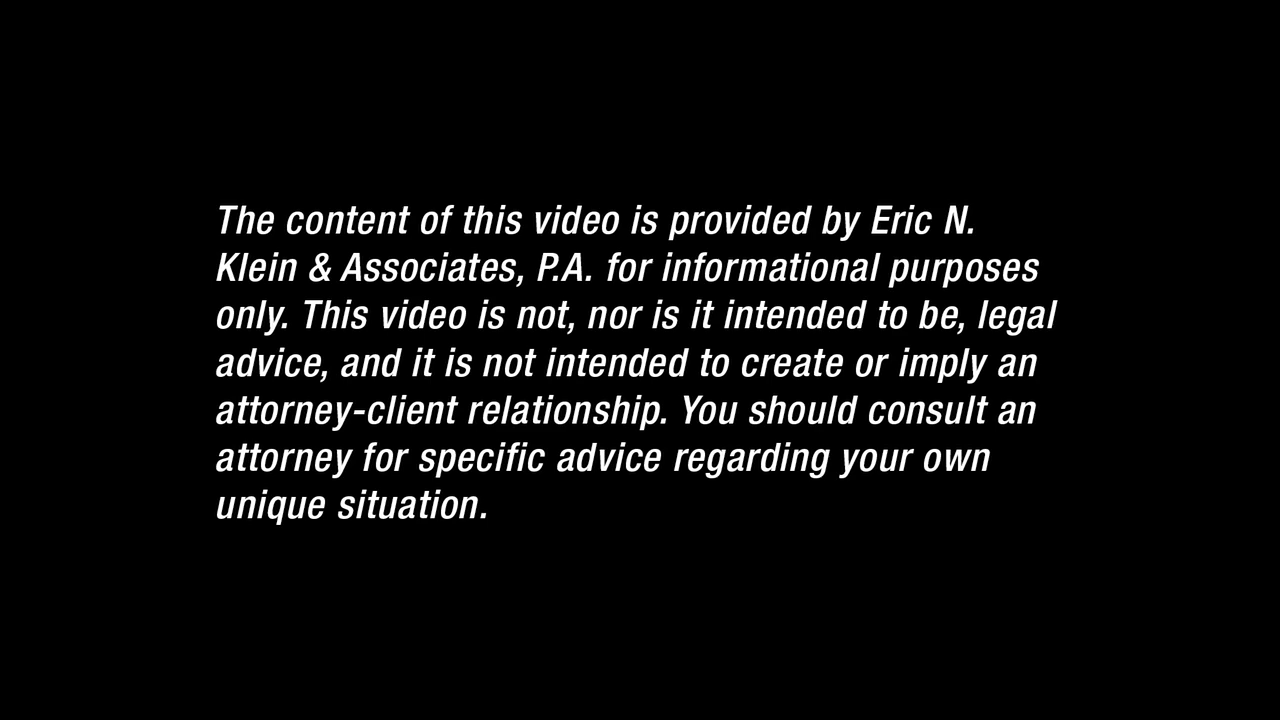 The content of this video is provided by Eric N.
Klein & Associates, P.A. for informational purposes
only. This video is not, nor is it intended to be, legal
advice, and it is not intended to create or imply an
attorney-client relationship. You should consult an
attorney for specific advice regarding your own
unique situation.